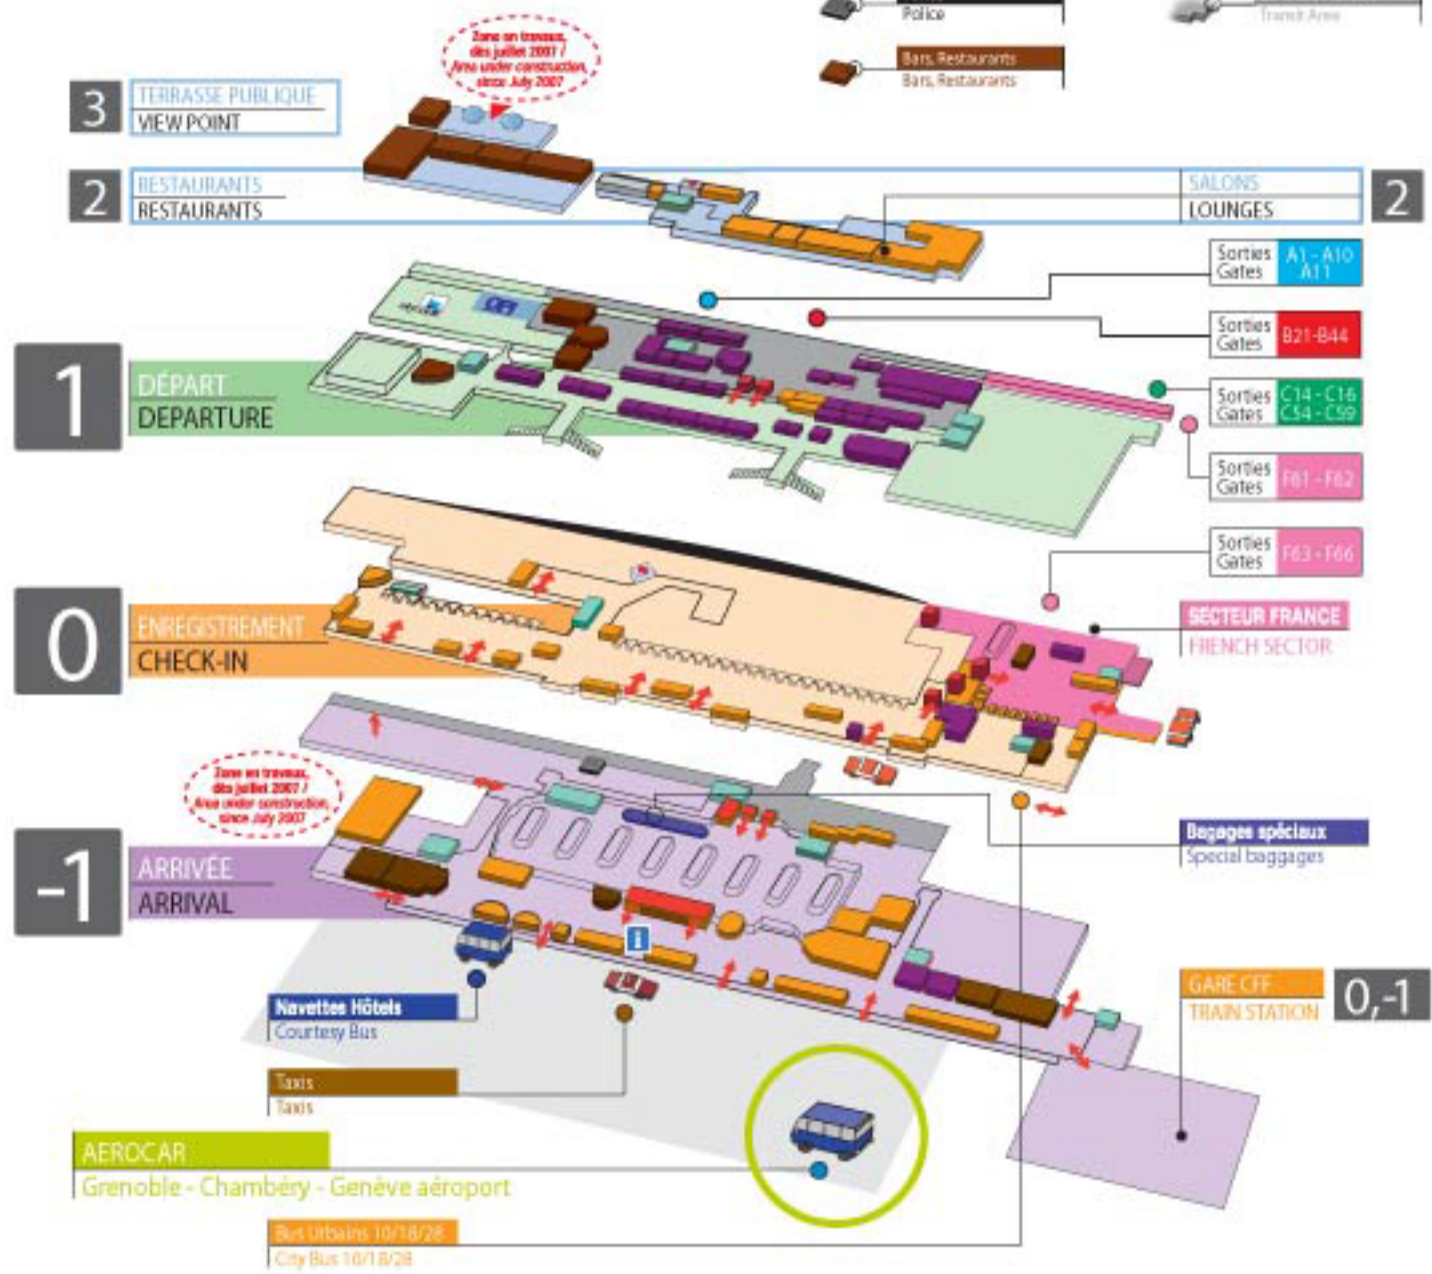 Police
Transit Area
Bars, Restaurants
Bars, Restaurants
Zone en travaux,
dès juillet 2007 /
Area under construction,
since July 2007
3
TERRASSE PUBLIQUE
VIEW POINT
2
RESTAURANTS
RESTAURANTS
SALONS
LOUNGES
2
Sorties
Gates
A1 - A10
A11
Sorties
Gates
B21-B44
1
DÉPART
DEPARTURE
Sorties
Gates
C14 - C16
C54 - C59
Sorties
Gates
F61 - F62
Sorties
Gates
F63 - F66
0
ENREGISTREMENT
CHECK-IN
SECTEUR FRANCE
FRENCH SECTOR
Zone en travaux,
dès juillet 2007 /
Area under construction,
since July 2007
-1
ARRIVÉE
ARRIVAL
Bagages spéciaux
Special baggages
i
Navettes Hôtels
Courtesy Bus
GARE CFF
TRAIN STATION
0,-1
Taxis
Taxis
AEROCAR
Grenoble - Chambéry - Genève aéroport
Bus Urbains 10/18/28
City Bus 10/18/28